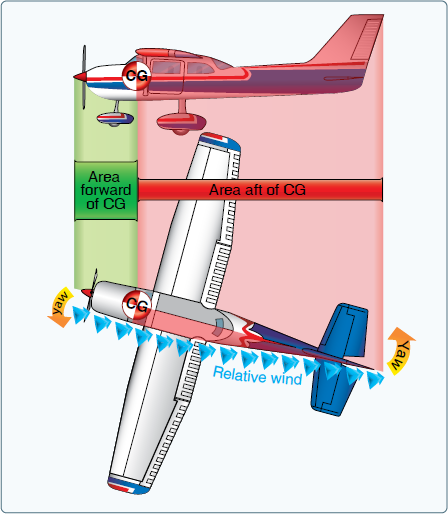 CG
Area
forward
of CG
Area aft of CG
yaw
CG
Yaw
Relative wind